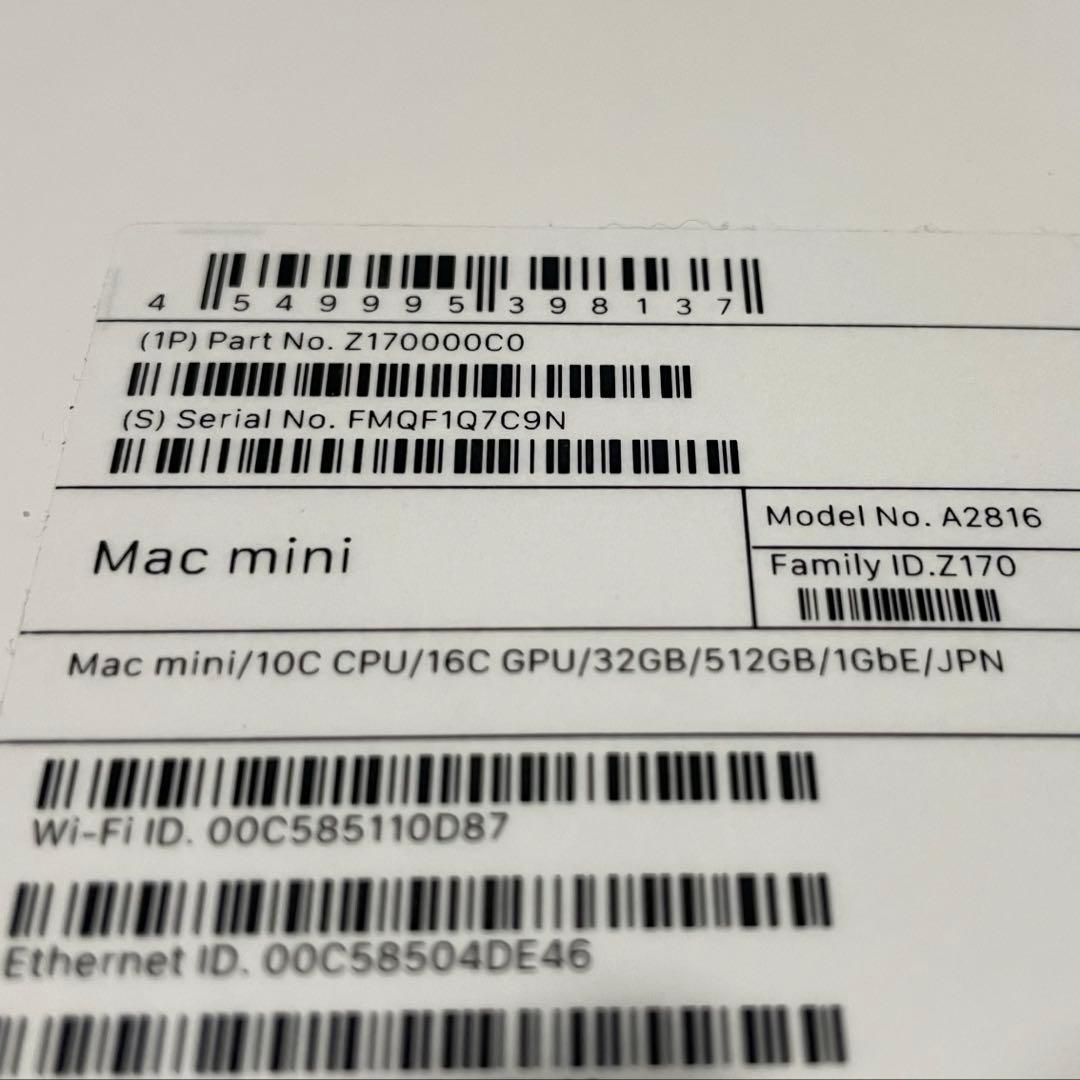 4 549995 398137
(1P) Part No. Z170000C0
(S) Serial No. FMQF1Q7C9N
Mac mini
Model No. A2816
Family ID.Z170
Mac mini/10C CPU/16C GPU/32GB/512GB/1GbE/JPN
Wi-Fi ID. 00C585110D87
Ethernet ID. 00C58504DE46